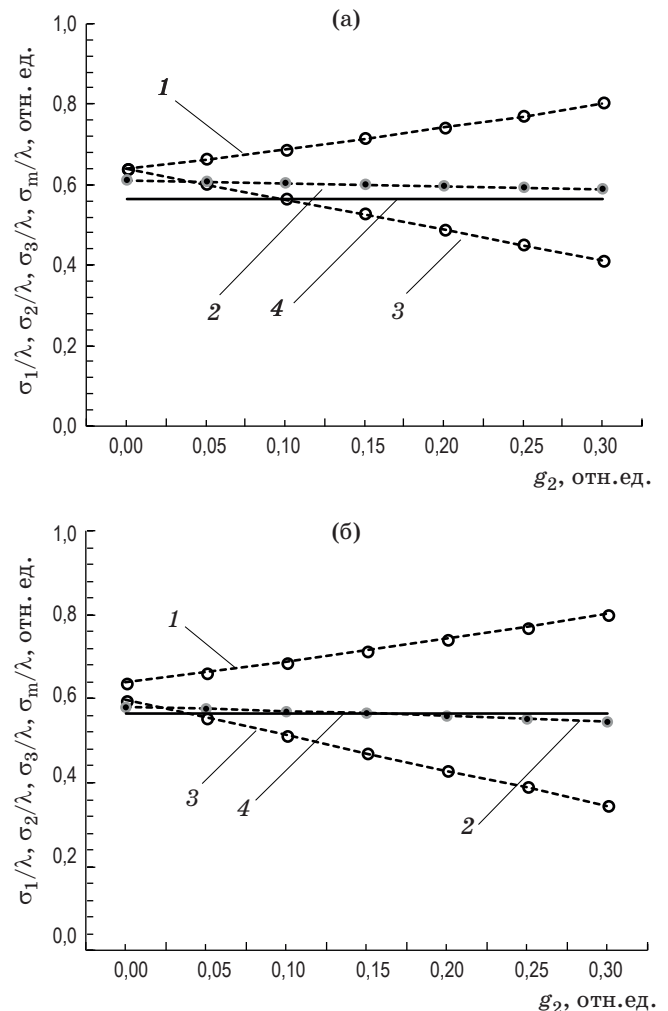 (а)
1,0
0,8
0,6
0,4
0,2
0,0
σ₁/λ, σ₂/λ, σ₃/λ, σₘ/λ, отн. ед.
1
2
4
3
0,00 0,05 0,10 0,15 0,20 0,25 0,30
g₂, отн.ед.
(б)
1,0
0,8
0,6
0,4
0,2
0,0
σ₁/λ, σ₂/λ, σ₃/λ, σₘ/λ, отн. ед.
1
3
4
2
0,00 0,05 0,10 0,15 0,20 0,25 0,30
g₂, отн.ед.